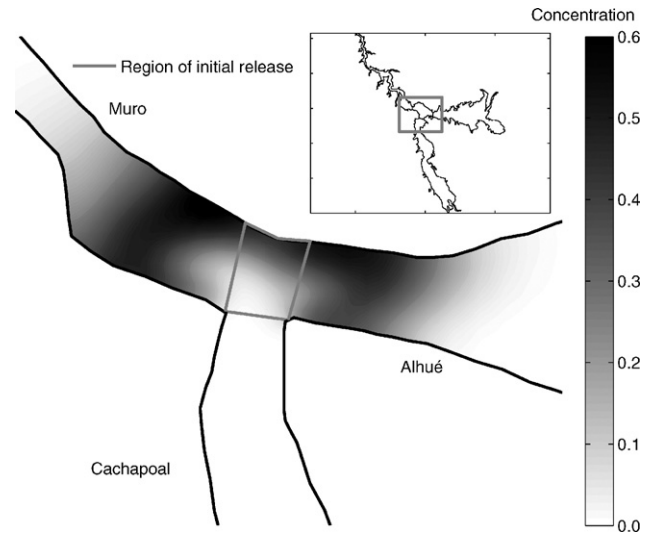 Concentration
Region of initial release
Muro
Alhué
Cachapoal
0.6
0.5
0.4
0.3
0.2
0.1
0.0